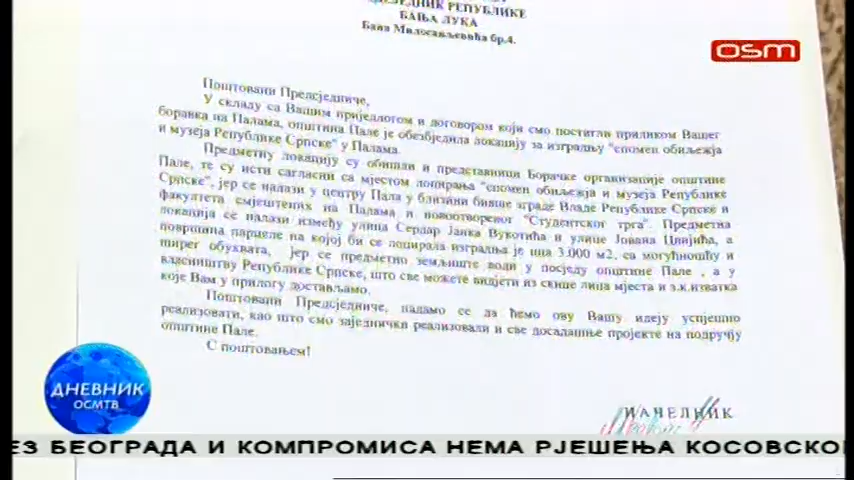 ПРЕДСЈЕДНИК РЕПУБЛИКЕ
БАЊА ЛУКА
Бана Милосављевића бр.4.
osm
Поштовани Предсједниче,
У складу са Вашим приједлогом и договором који смо постигли приликом Вашег
боравка на Палама, општина Пале је обезбједила локацију за изградњу "спомен обиљежја
и музеја Републике Српске" у Палама.
Предметну локацију су обишли и представници Борачке организације општине
Пале, те су исти сагласни са мјестом лоцирања "спомен обиљежја и музеја Републике
Српске", јер се налази у центру Пала у близини бивше зграде Владе Републике Српске и
факултета смјештених на Палама и новоотвореног "Студентског трга". Предметна
локација се налази између улица Сердар Јанка Вукотића и улице Јована Цвијића, а
површина парцеле на којој би се лоцирала изградња је цца 3.000 м2, са могућношћу и
ширег обухвата, јер се предметно земљиште води у посједу општине Пале , а у
власништву Републике Српске, што све можете видјети из скице лица мјеста и з.к.изватка
које Вам у прилогу достављамо.
Поштовани Предсједниче, надамо се да ћемо ову Вашу идеју успјешно
реализовати, као што смо заједнички реализовали и све досадашње пројекте на подручју
општине Пале.
С поштовањем!
НАЧЕЛНИК
ДНЕВНИК
ОСМТВ
ЕЗ БЕОГРАДА И КОМПРОМИСА НЕМА РЈЕШЕЊА КОСОВСКО